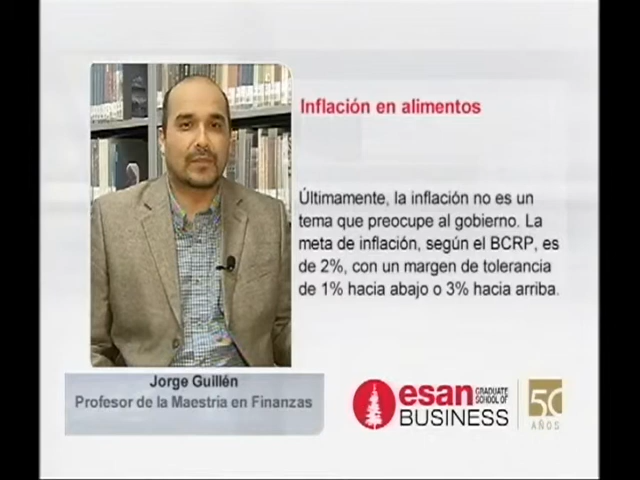 Inflación en alimentos
Últimamente, la inflación no es un
tema que preocupe al gobierno. La
meta de inflación, según el BCRP, es
de 2%, con un margen de tolerancia
de 1% hacia abajo o 3% hacia arriba.
Jorge Guillén
Profesor de la Maestría en Finanzas
esan
GRADUATE
SCHOOL OF
BUSINESS
50
AÑOS